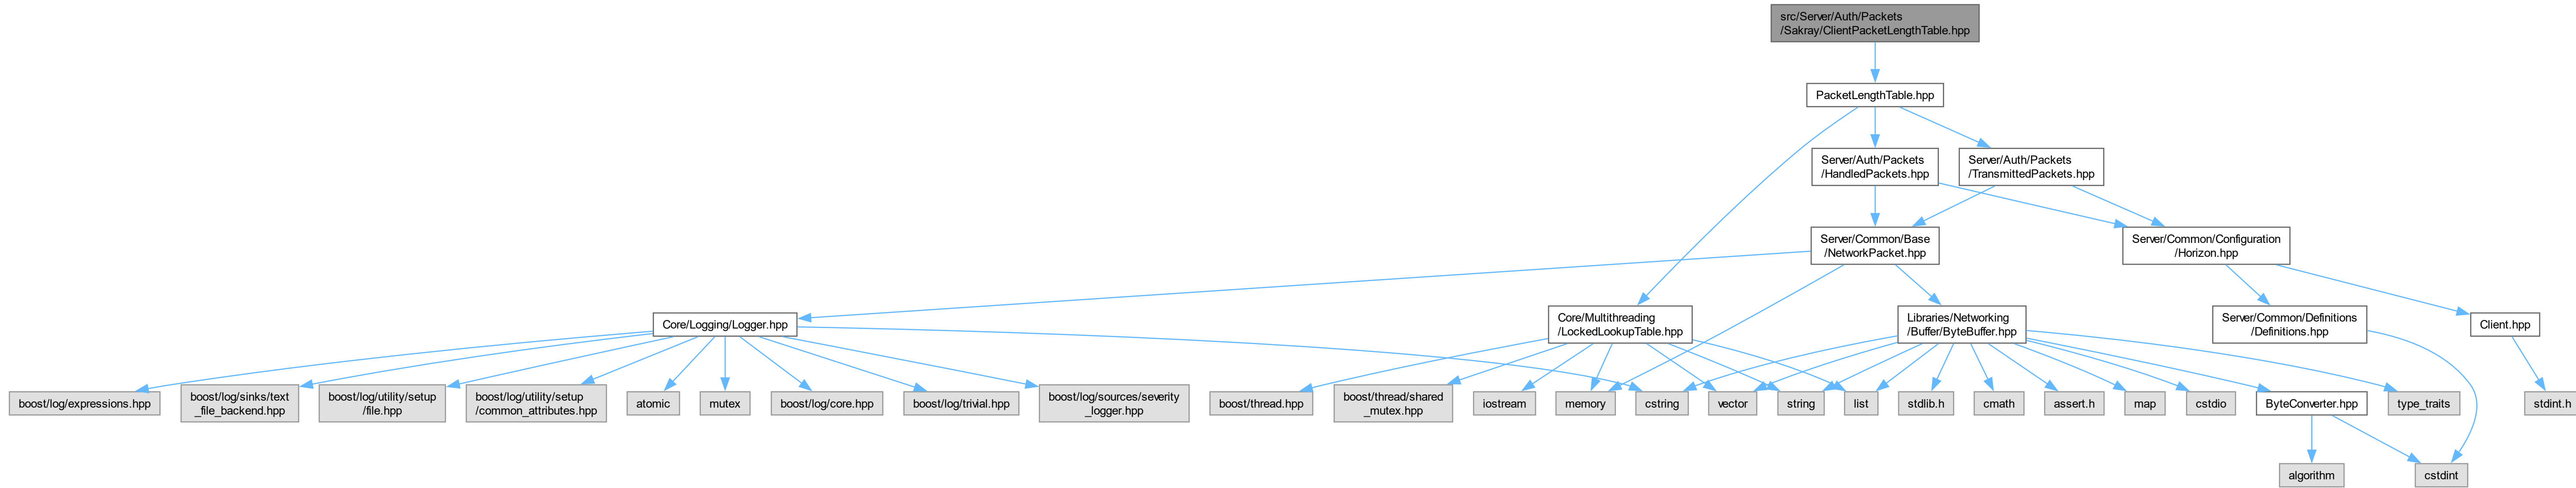 src/Server/Auth/Packets
/Sakray/ClientPacketLengthTable.hpp
PacketLengthTable.hpp
Server/Auth/Packets
/HandledPackets.hpp
Server/Auth/Packets
/TransmittedPackets.hpp
Server/Common/Base
/NetworkPacket.hpp
Server/Common/Configuration
/Horizon.hpp
Core/Logging/Logger.hpp
Core/Multithreading
/LockedLookupTable.hpp
Libraries/Networking
/Buffer/ByteBuffer.hpp
Server/Common/Definitions
/Definitions.hpp
Client.hpp
boost/log/expressions.hpp
boost/log/sinks/text
_file_backend.hpp
boost/log/utility/setup
/file.hpp
boost/log/utility/setup
/common_attributes.hpp
atomic
mutex
boost/log/core.hpp
boost/log/trivial.hpp
boost/log/sources/severity
_logger.hpp
boost/thread.hpp
boost/thread/shared
_mutex.hpp
iostream
memory
cstring
vector
string
list
stdlib.h
cmath
assert.h
map
cstdio
ByteConverter.hpp
type_traits
stdint.h
algorithm
cstdint